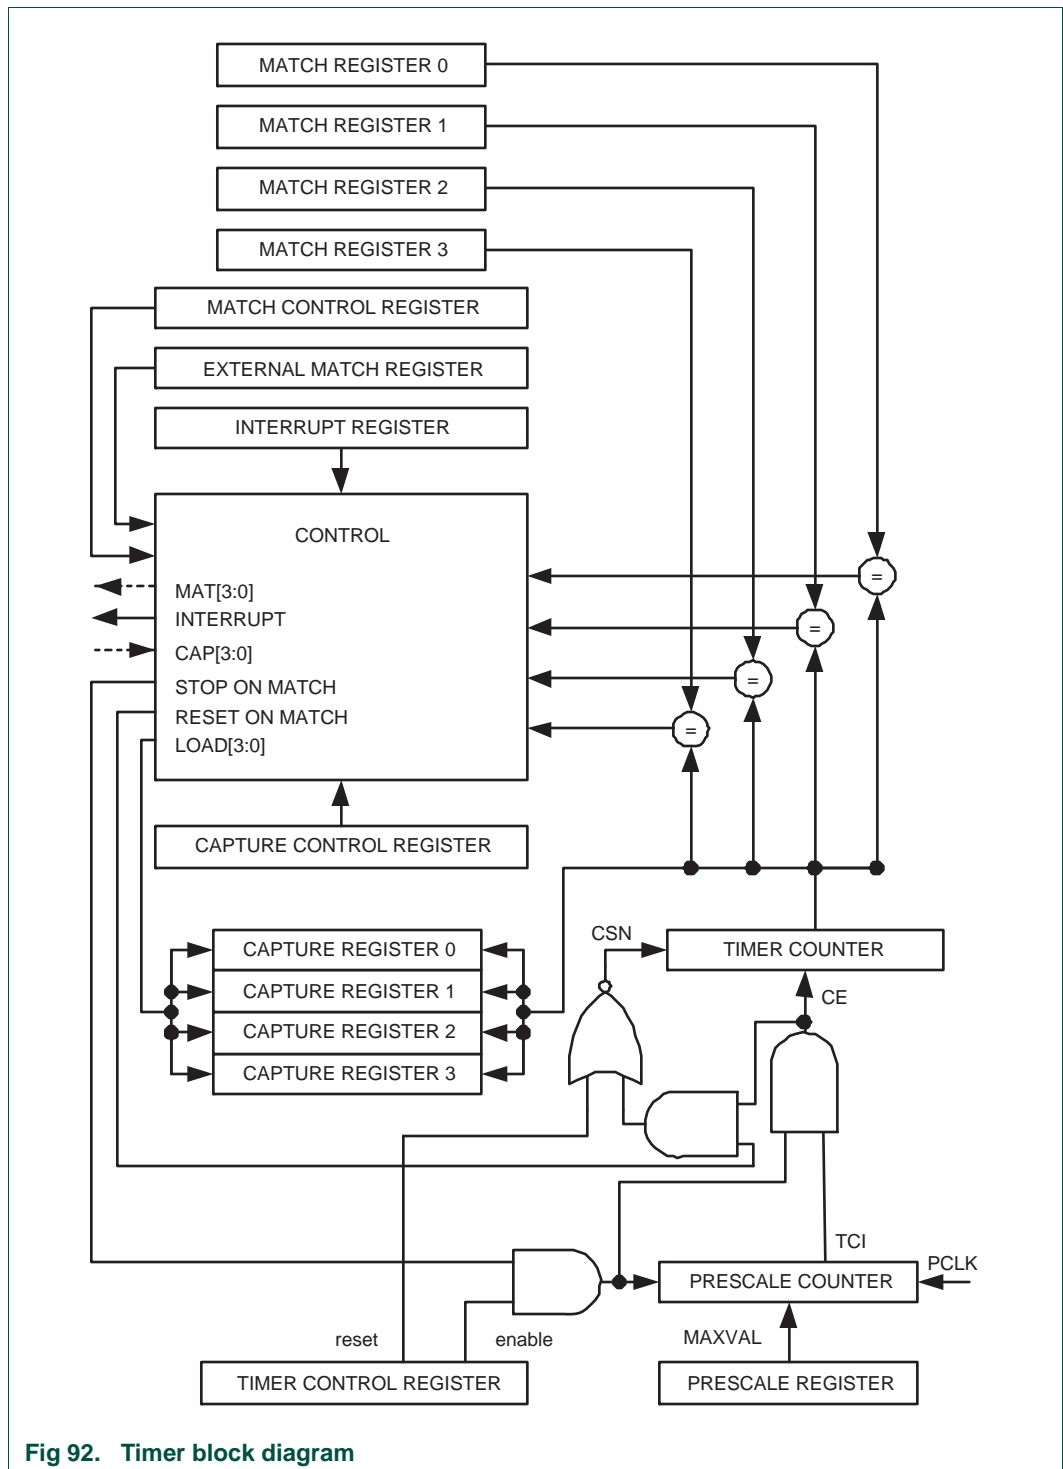 MATCH REGISTER 0
MATCH REGISTER 1
MATCH REGISTER 2
MATCH REGISTER 3
MATCH CONTROL REGISTER
EXTERNAL MATCH REGISTER
INTERRUPT REGISTER
CONTROL
=
MAT[3:0]
INTERRUPT
=
CAP[3:0]
STOP ON MATCH
=
RESET ON MATCH
=
LOAD[3:0]
CAPTURE CONTROL REGISTER
CSN
CAPTURE REGISTER 0
TIMER COUNTER
CAPTURE REGISTER 1
CE
CAPTURE REGISTER 2
CAPTURE REGISTER 3
TCI
PCLK
PRESCALE COUNTER
reset
enable
MAXVAL
TIMER CONTROL REGISTER
PRESCALE REGISTER
Fig 92. Timer block diagram